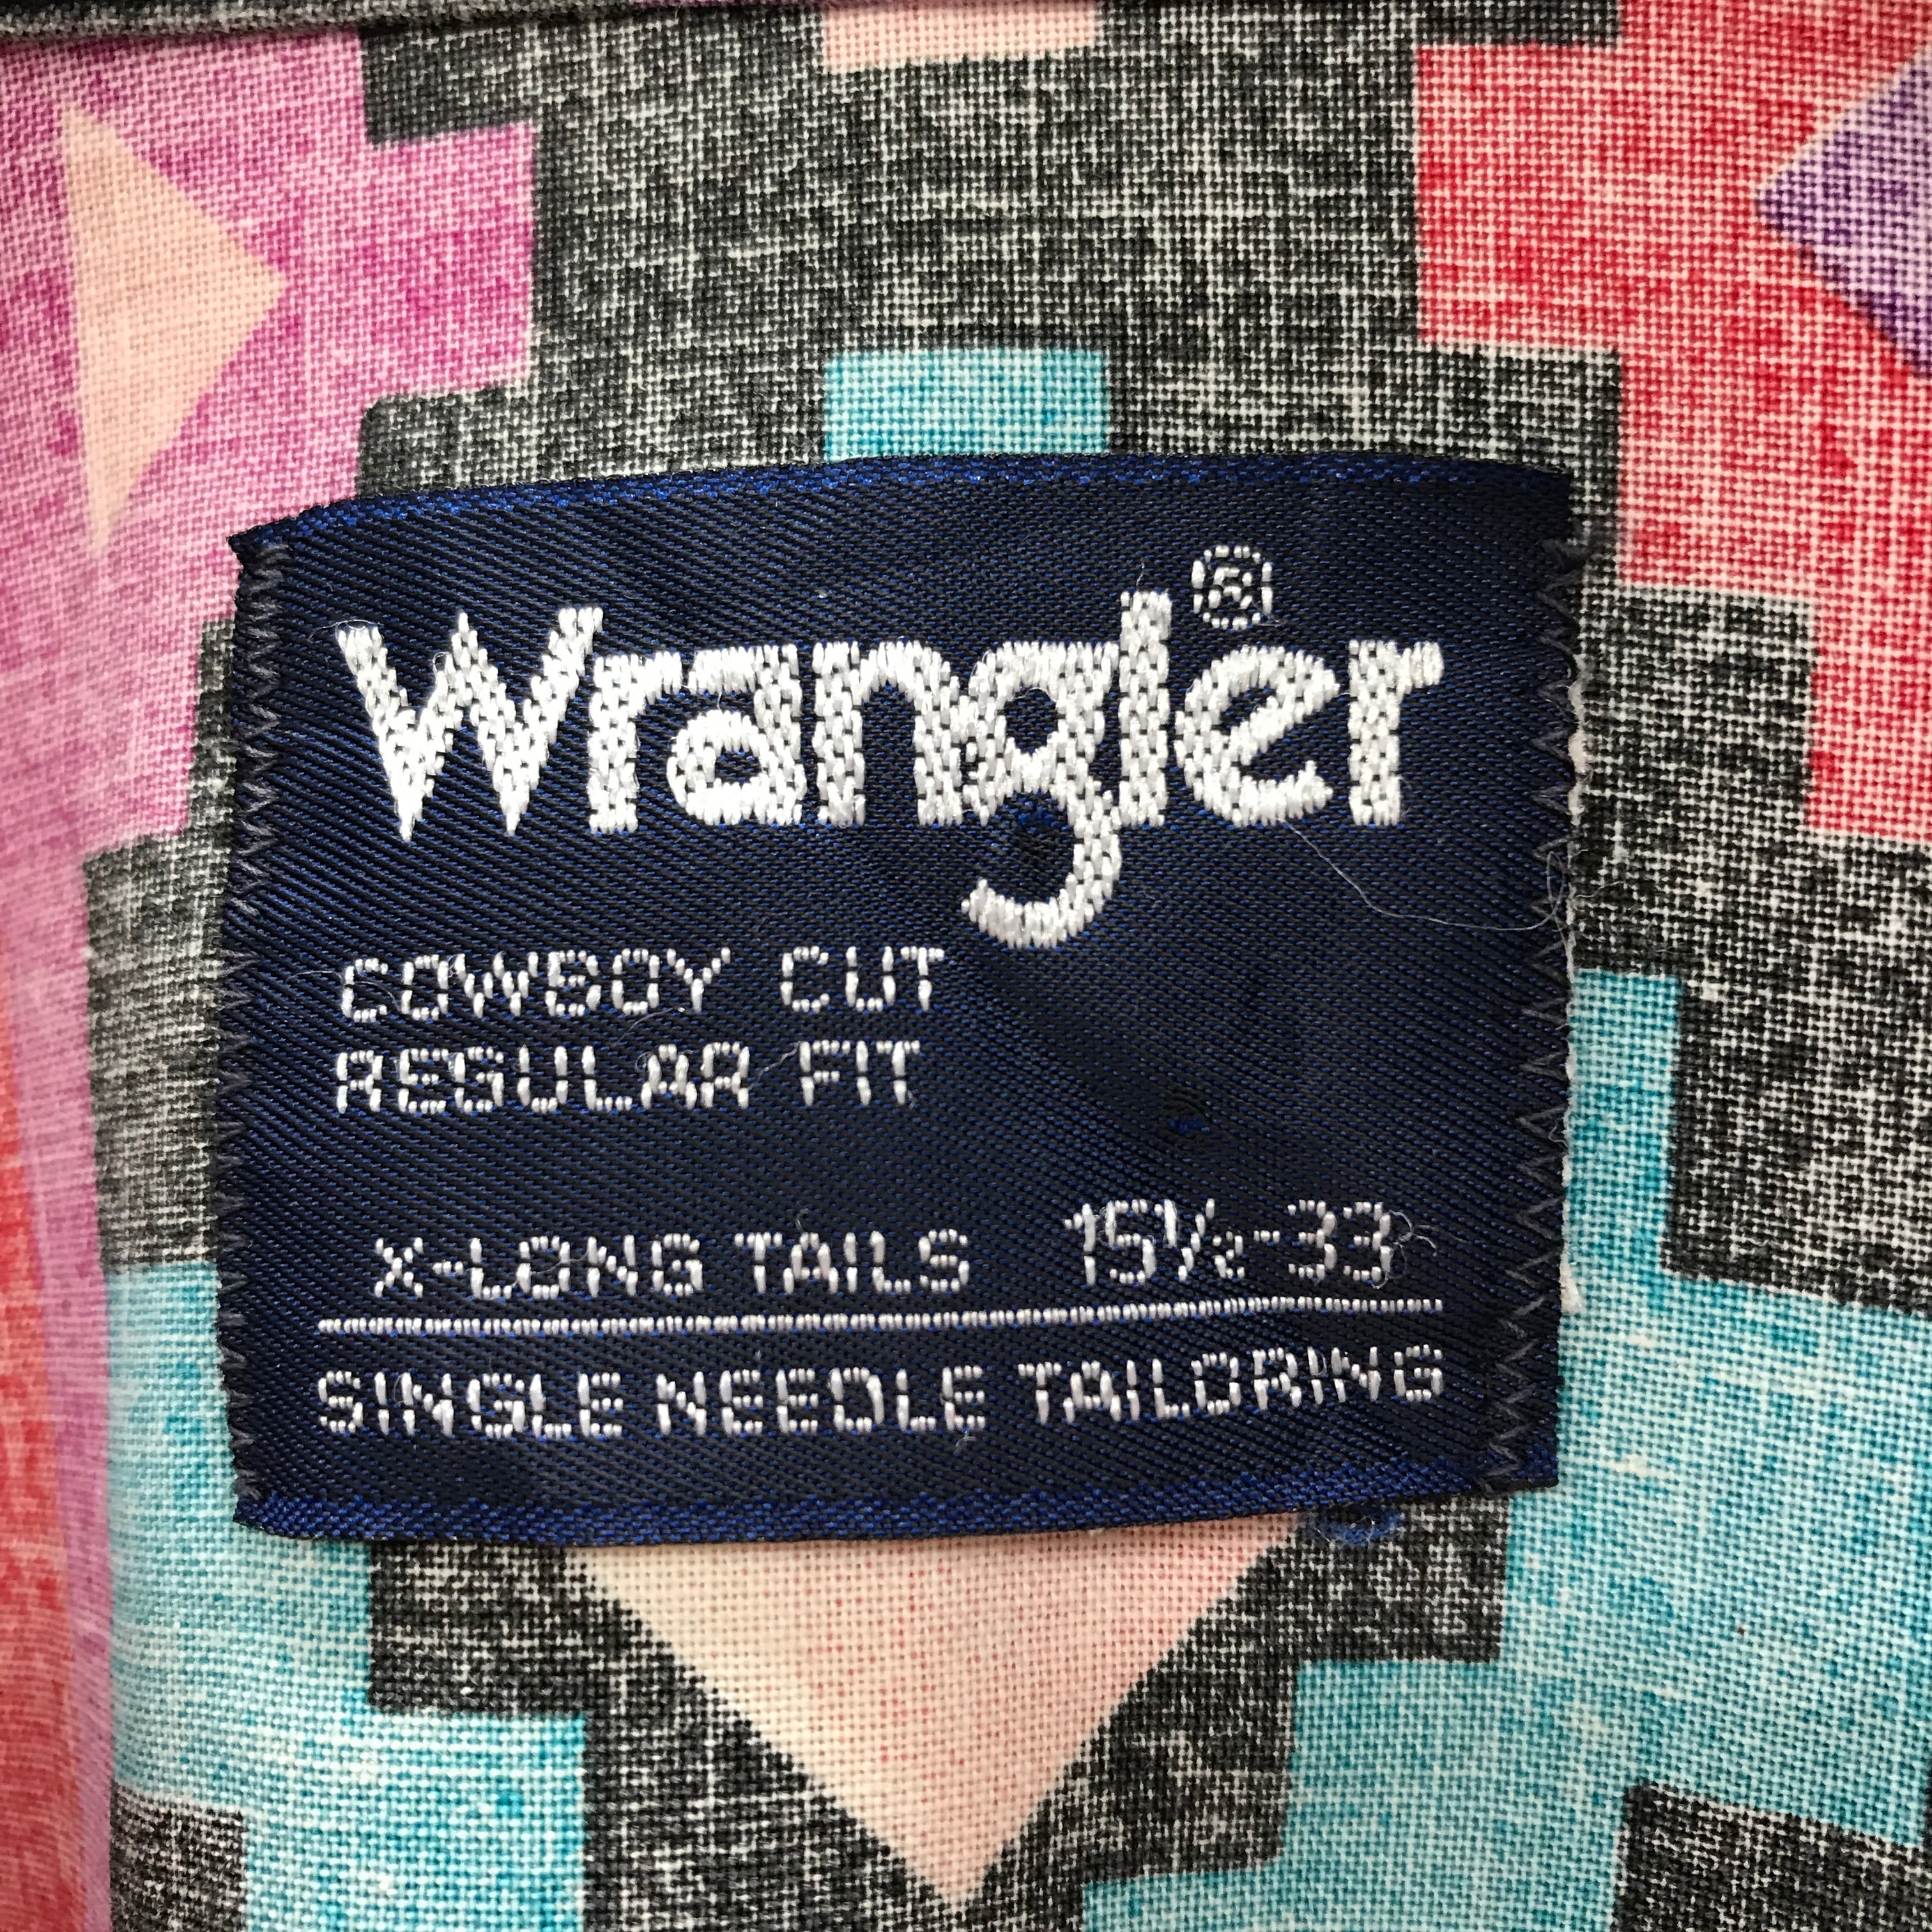 Wrangler®
COWBOY CUT
REGULAR FIT
X-LONG TAILS 15½-33
SINGLE NEEDLE TAILORING